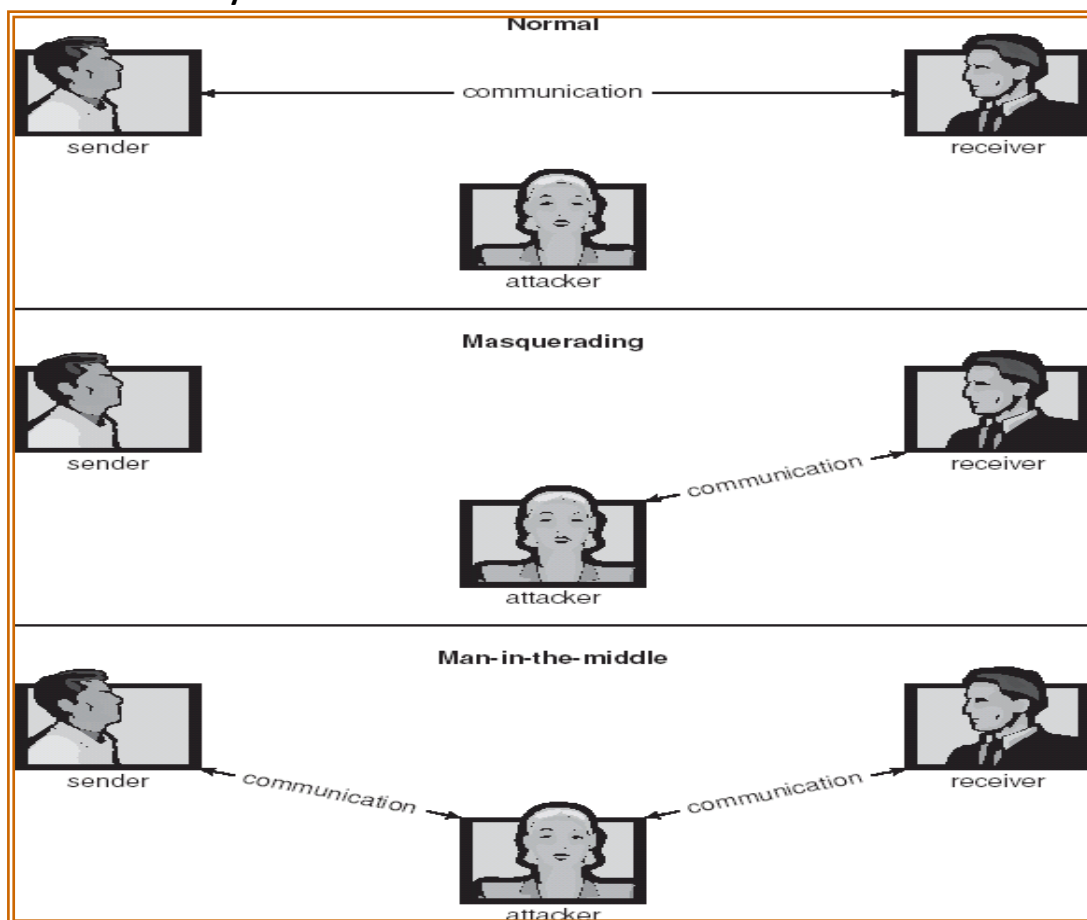 Normal
communication
sender
receiver
attacker
Masquerading
sender
receiver
communication
attacker
Man-in-the-middle
sender
receiver
communication
communication
attacker